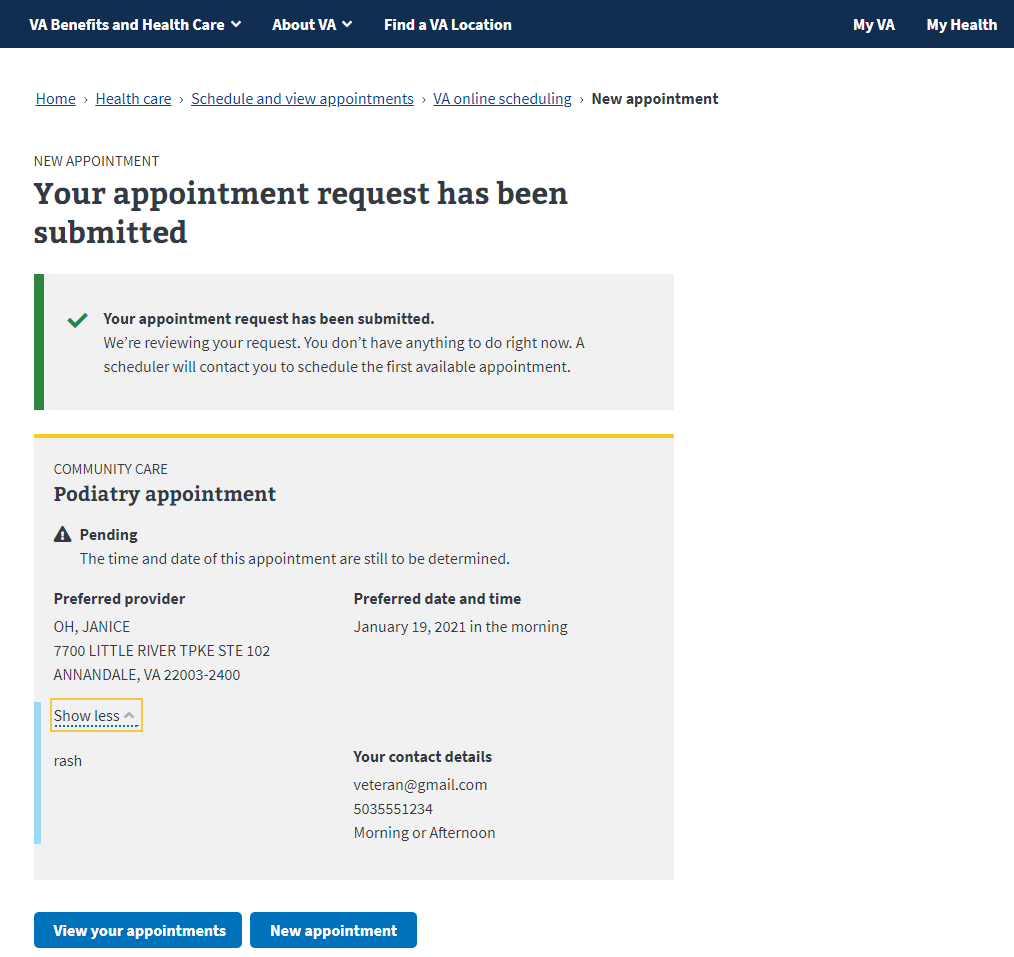 VA Benefits and Health Care About VA Find a VA Location My VA My Health
Home › Health care › Schedule and view appointments › VA online scheduling › New appointment
NEW APPOINTMENT
Your appointment request has been
submitted
Your appointment request has been submitted.
We’re reviewing your request. You don’t have anything to do right now. A
scheduler will contact you to schedule the first available appointment.
COMMUNITY CARE
Podiatry appointment
Pending
The time and date of this appointment are still to be determined.
Preferred provider
OH, JANICE
7700 LITTLE RIVER TPKE STE 102
ANNANDALE, VA 22003-2400
Preferred date and time
January 19, 2021 in the morning
Show less
rash
Your contact details
veteran@gmail.com
5035551234
Morning or Afternoon
View your appointments
New appointment